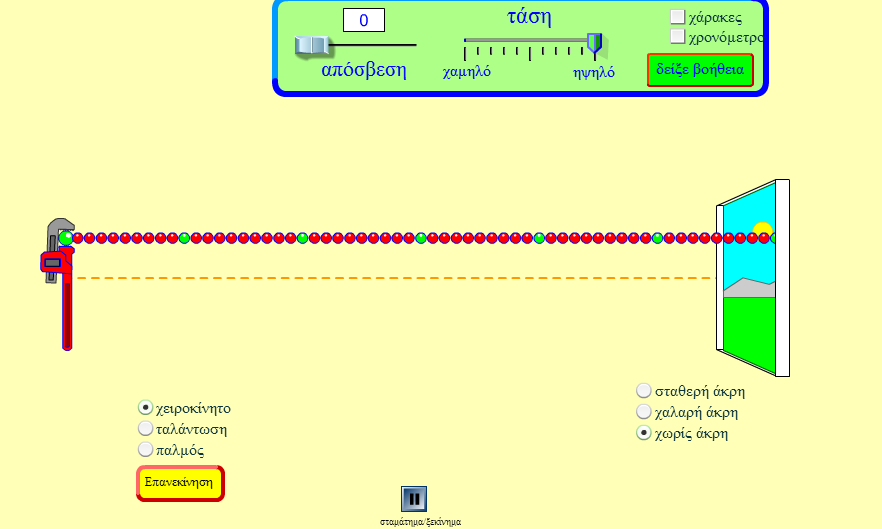 0
τάση
χάρακες
χρονόμετρο
απόσβεση
χαμηλό
ηψηλό
δείξε βοήθεια
σταθερή άκρη
χαλαρή άκρη
χωρίς άκρη
χειροκίνητο
ταλάντωση
παλμός
Επανεκίνηση
σταμάτημα/ξεκίνημα